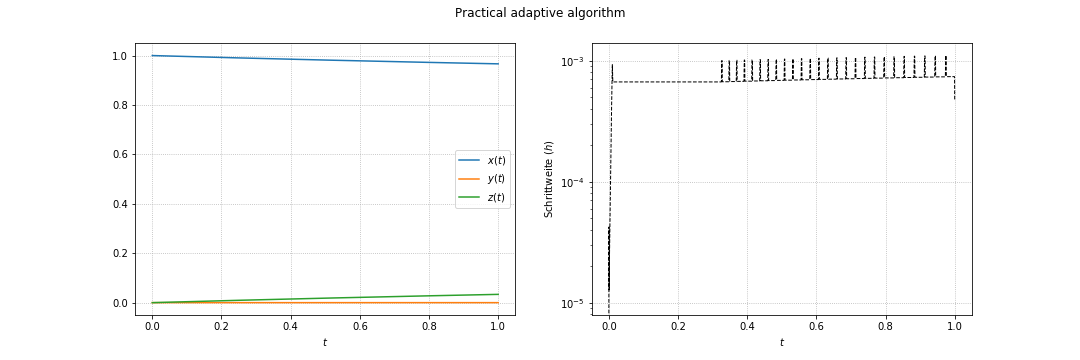 Practical adaptive algorithm
1.0
0.8
0.6
0.4
0.2
0.0
x(t)
y(t)
z(t)
0.0 0.2 0.4 0.6 0.8 1.0
t
Schrittweite (h)
10⁻³
10⁻⁴
10⁻⁵
0.0 0.2 0.4 0.6 0.8 1.0
t